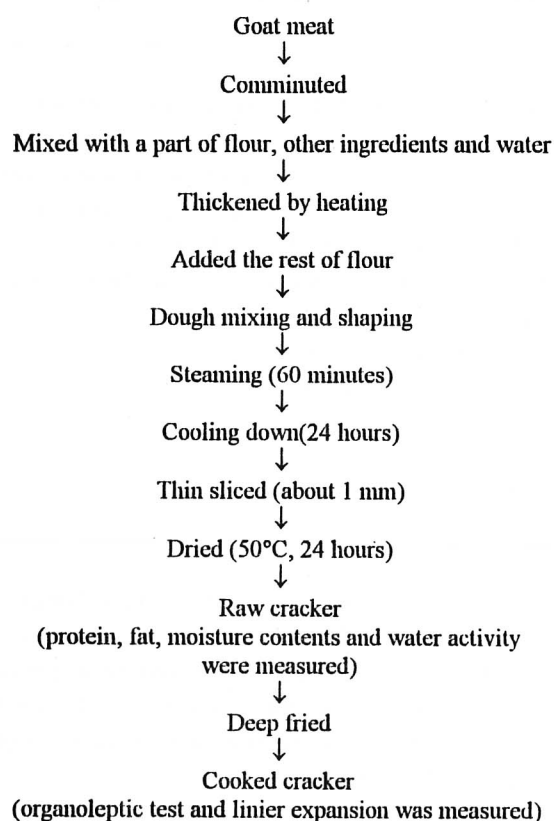 Goat meat
↓
Comminuted
↓
Mixed with a part of flour, other ingredients and water
↓
Thickened by heating
↓
Added the rest of flour
↓
Dough mixing and shaping
↓
Steaming (60 minutes)
↓
Cooling down(24 hours)
↓
Thin sliced (about 1 mm)
↓
Dried (50°C, 24 hours)
↓
Raw cracker
(protein, fat, moisture contents and water activity
were measured)
↓
Deep fried
↓
Cooked cracker
(organoleptic test and linier expansion was measured)